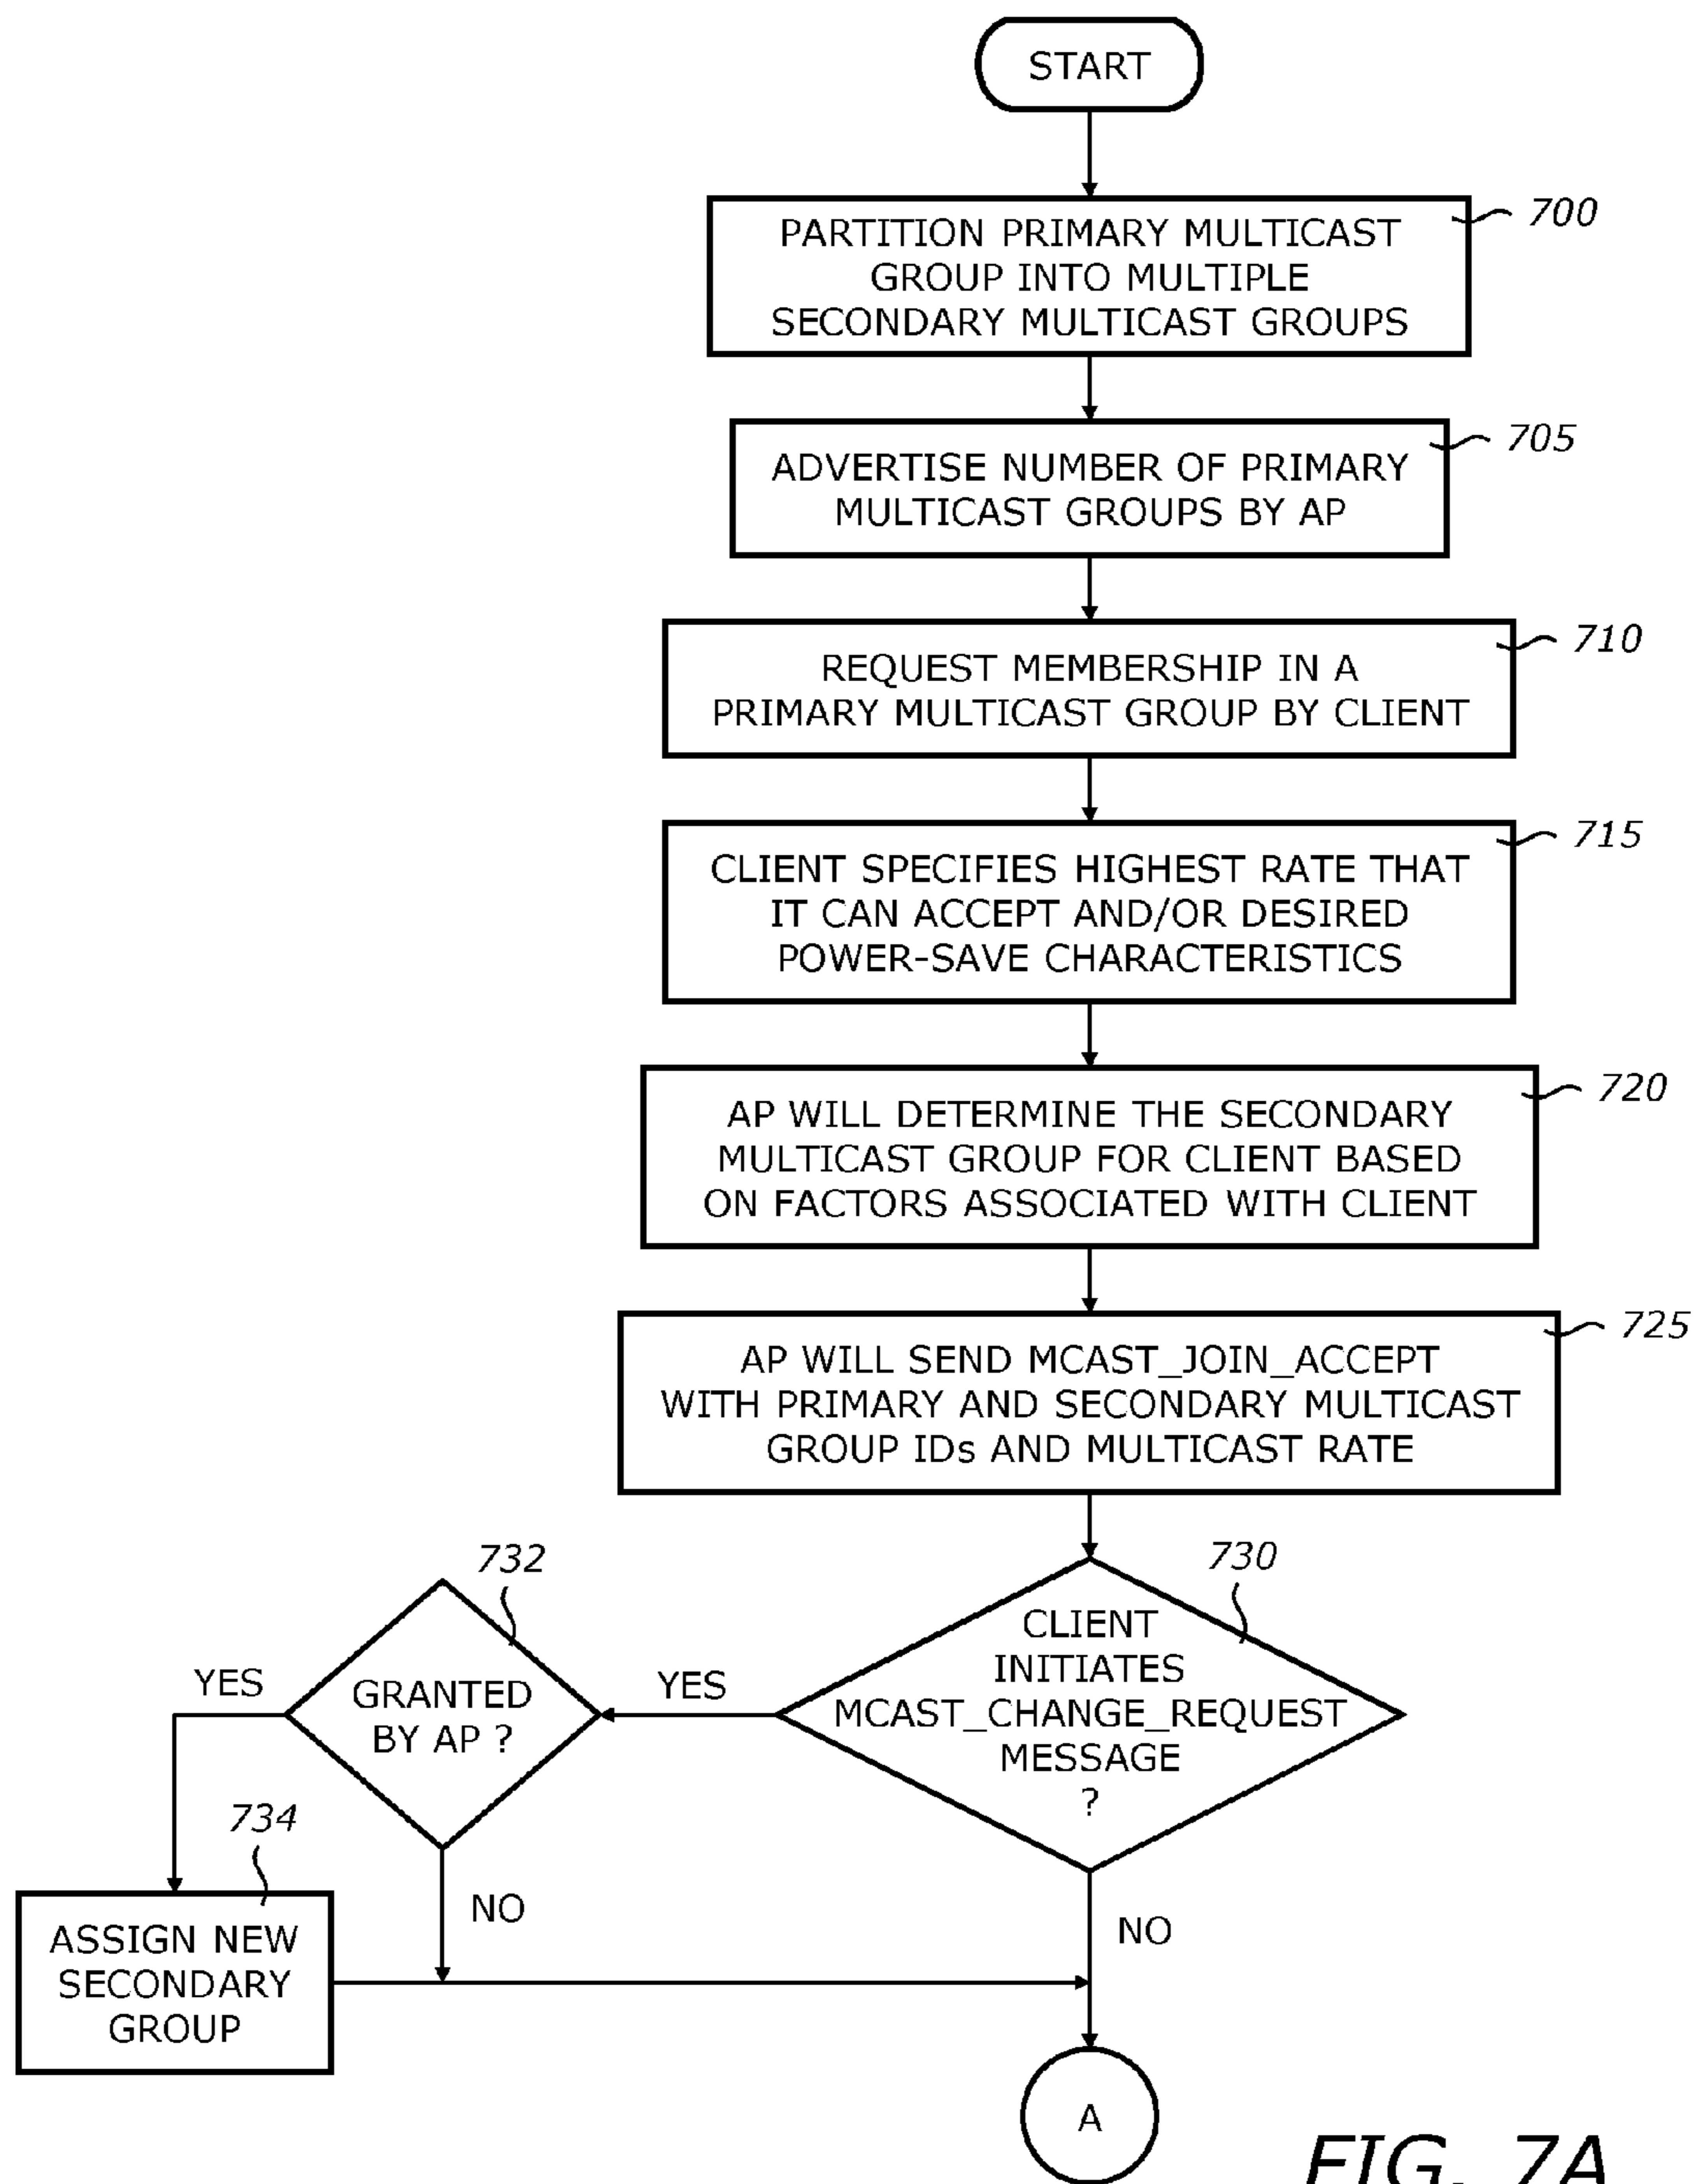 START
PARTITION PRIMARY MULTICAST
GROUP INTO MULTIPLE
SECONDARY MULTICAST GROUPS
700
ADVERTISE NUMBER OF PRIMARY
MULTICAST GROUPS BY AP
705
REQUEST MEMBERSHIP IN A
PRIMARY MULTICAST GROUP BY CLIENT
710
CLIENT SPECIFIES HIGHEST RATE THAT
IT CAN ACCEPT AND/OR DESIRED
POWER-SAVE CHARACTERISTICS
715
AP WILL DETERMINE THE SECONDARY
MULTICAST GROUP FOR CLIENT BASED
ON FACTORS ASSOCIATED WITH CLIENT
720
AP WILL SEND MCAST_JOIN_ACCEPT
WITH PRIMARY AND SECONDARY MULTICAST
GROUP IDs AND MULTICAST RATE
725
CLIENT
INITIATES
MCAST_CHANGE_REQUEST
MESSAGE
?
730
YES
NO
GRANTED
BY AP ?
732
YES
NO
ASSIGN NEW
SECONDARY
GROUP
734
A
FIG. 7A